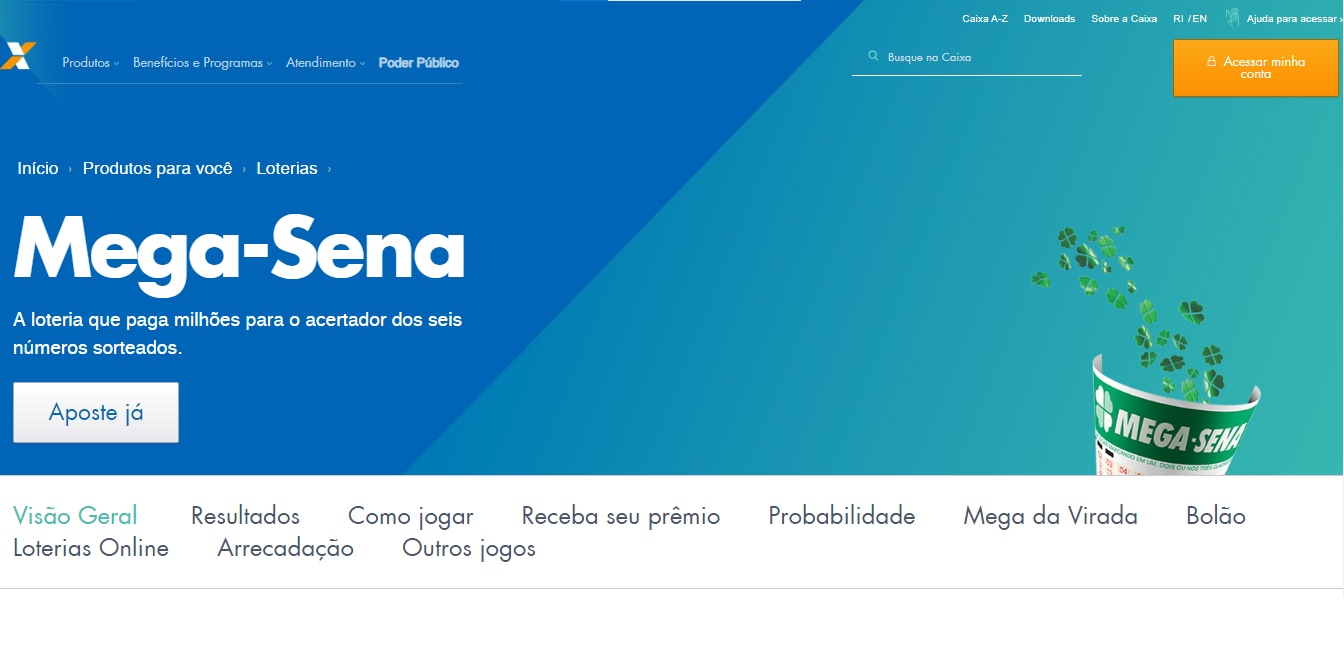 Caixa A-Z Downloads Sobre a Caixa RI / EN Ajuda para acessar ›
Produtos Benefícios e Programas Atendimento Poder Público
Busque na Caixa
Acessar minha
conta
Início › Produtos para você › Loterias ›
Mega-Sena
A loteria que paga milhões para o acertador dos seis
números sorteados.
Aposte já
MEGA-SENA
Visão Geral Resultados Como jogar Receba seu prêmio Probabilidade Mega da Virada Bolão
Loterias Online Arrecadação Outros jogos